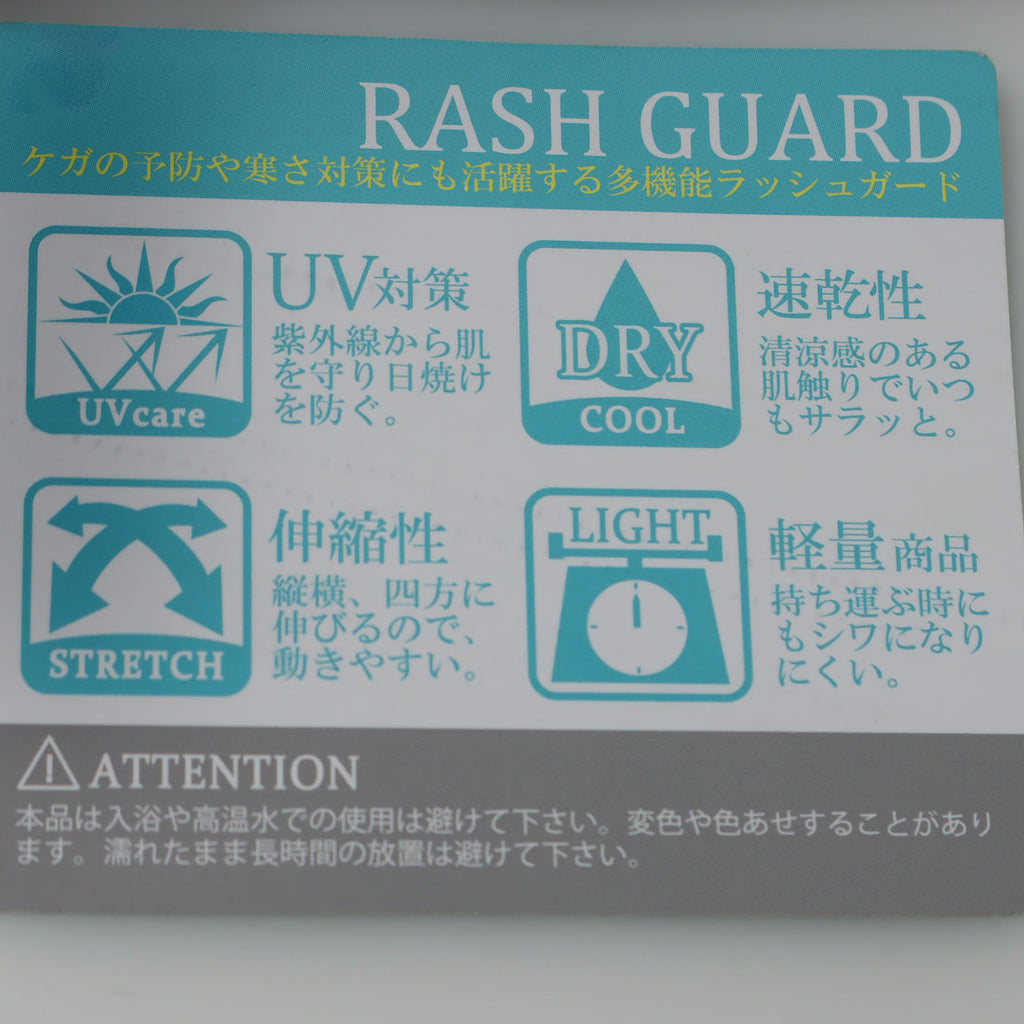 RASH GUARD
ケガの予防や寒さ対策にも活躍する多機能ラッシュガード
UVcare
UV対策
紫外線から肌
を守り日焼け
を防ぐ。
DRY
COOL
速乾性
清涼感のある
肌触りでいつ
もサラッと。
STRETCH
伸縮性
縦横、四方に
伸びるので、
動きやすい。
LIGHT
軽量商品
持ち運ぶ時に
もシワになり
にくい。
ATTENTION
本品は入浴や高温水での使用は避けて下さい。変色や色あせすることがあり
ます。濡れたまま長時間の放置は避けて下さい。